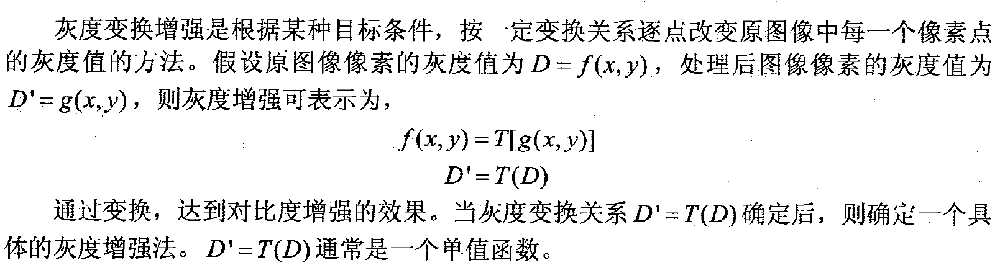 灰度变换增强是根据某种目标条件，按一定变换关系逐点改变原图像中每一个像素点
的灰度值的方法。假设原图像像素的灰度值为 D = f(x, y)，处理后图像像素的灰度值为
D' = g(x, y)，则灰度增强可表示为，
f(x, y) = T[g(x, y)]
D' = T(D)
通过变换，达到对比度增强的效果。当灰度变换关系 D' = T(D) 确定后，则确定一个具
体的灰度增强法。D' = T(D) 通常是一个单值函数。